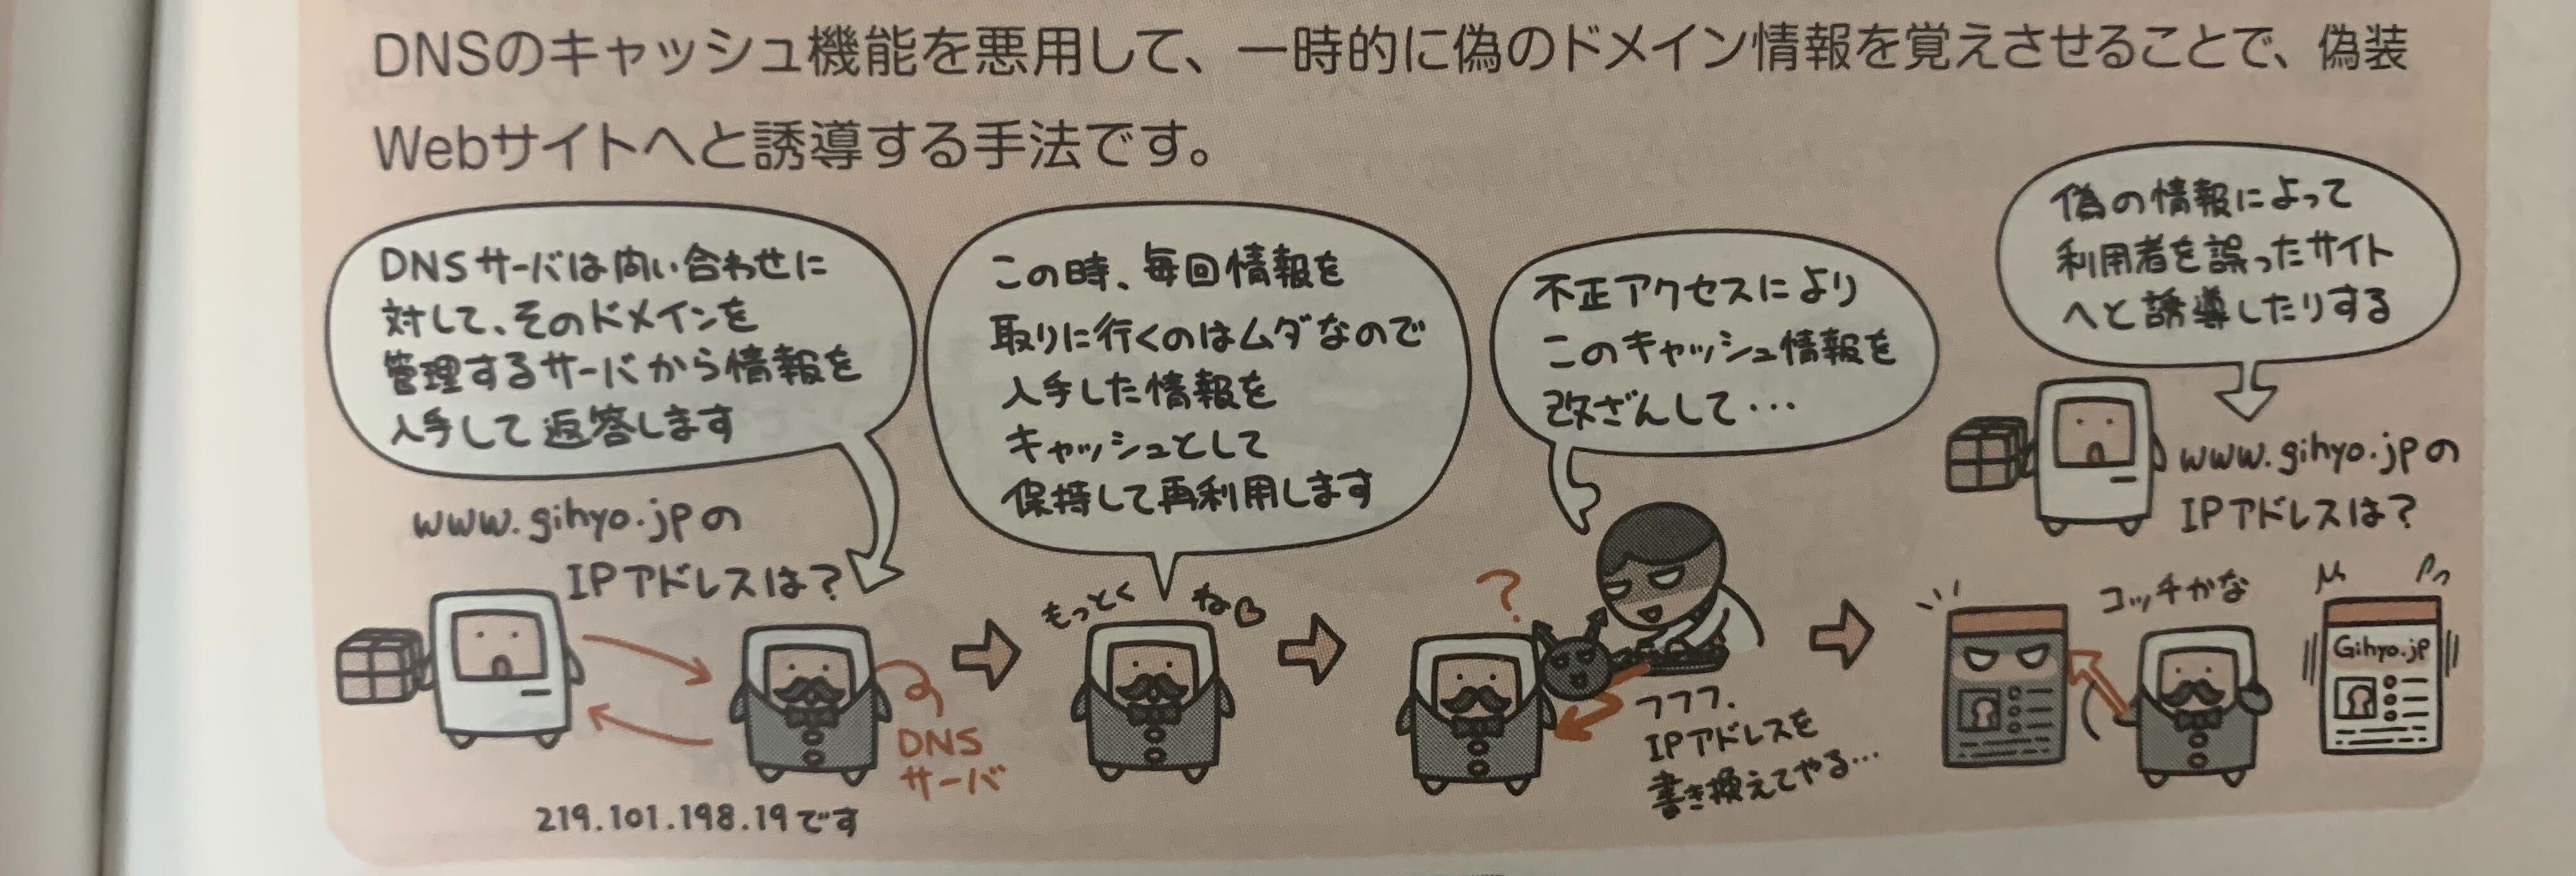 DNSのキャッシュ機能を悪用して、一時的に偽のドメイン情報を覚えさせることで、偽装
Webサイトへと誘導する手法です。
DNSサーバは問い合わせに
対して、そのドメインを
管理するサーバから情報を
入手して返答します
www.gihyo.jpの
IPアドレスは?
DNS
サーバ
219.101.198.19です
この時、毎回情報を
取りに行くのはムダなので
入手した情報を
キャッシュとして
保持して再利用します
もっとく
ねο
不正アクセスにより
このキャッシュ情報を
改ざんして…
?
フフフ.
IPアドレスを
書き換えてやる…
偽の情報によって
利用者を誤ったサイト
へと誘導したりする
www.gihyo.jpの
IPアドレスは?
コッチかな
Gihyo.jp